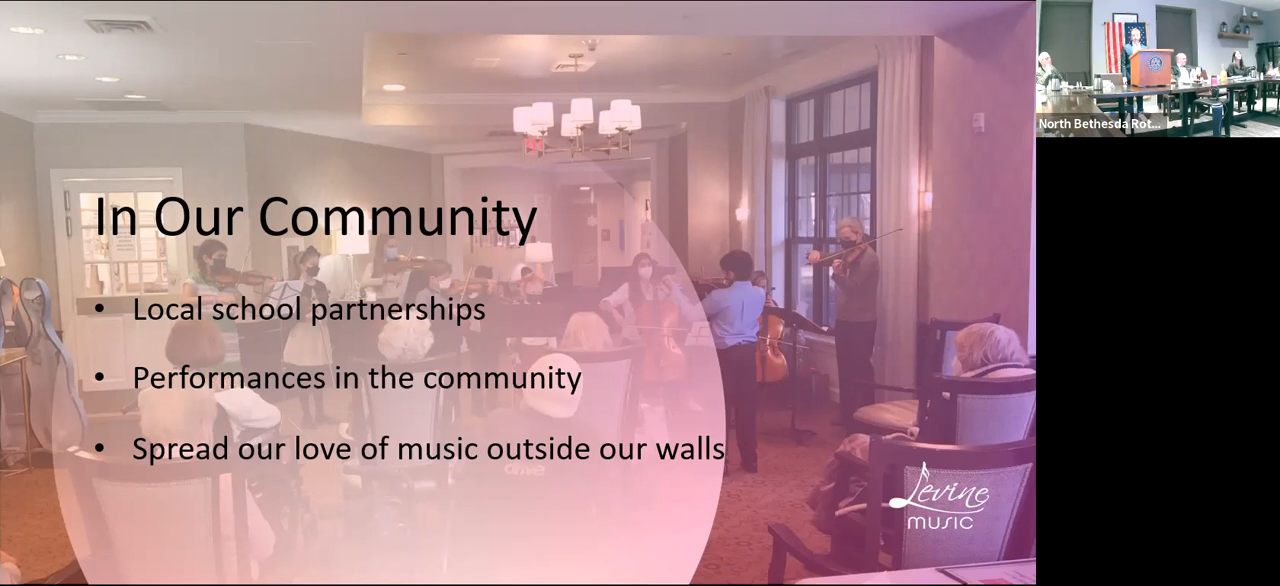 In Our Community
• Local school partnerships
• Performances in the community
• Spread our love of music outside our walls
Levine
MUSIC
North Bethesda Rot...